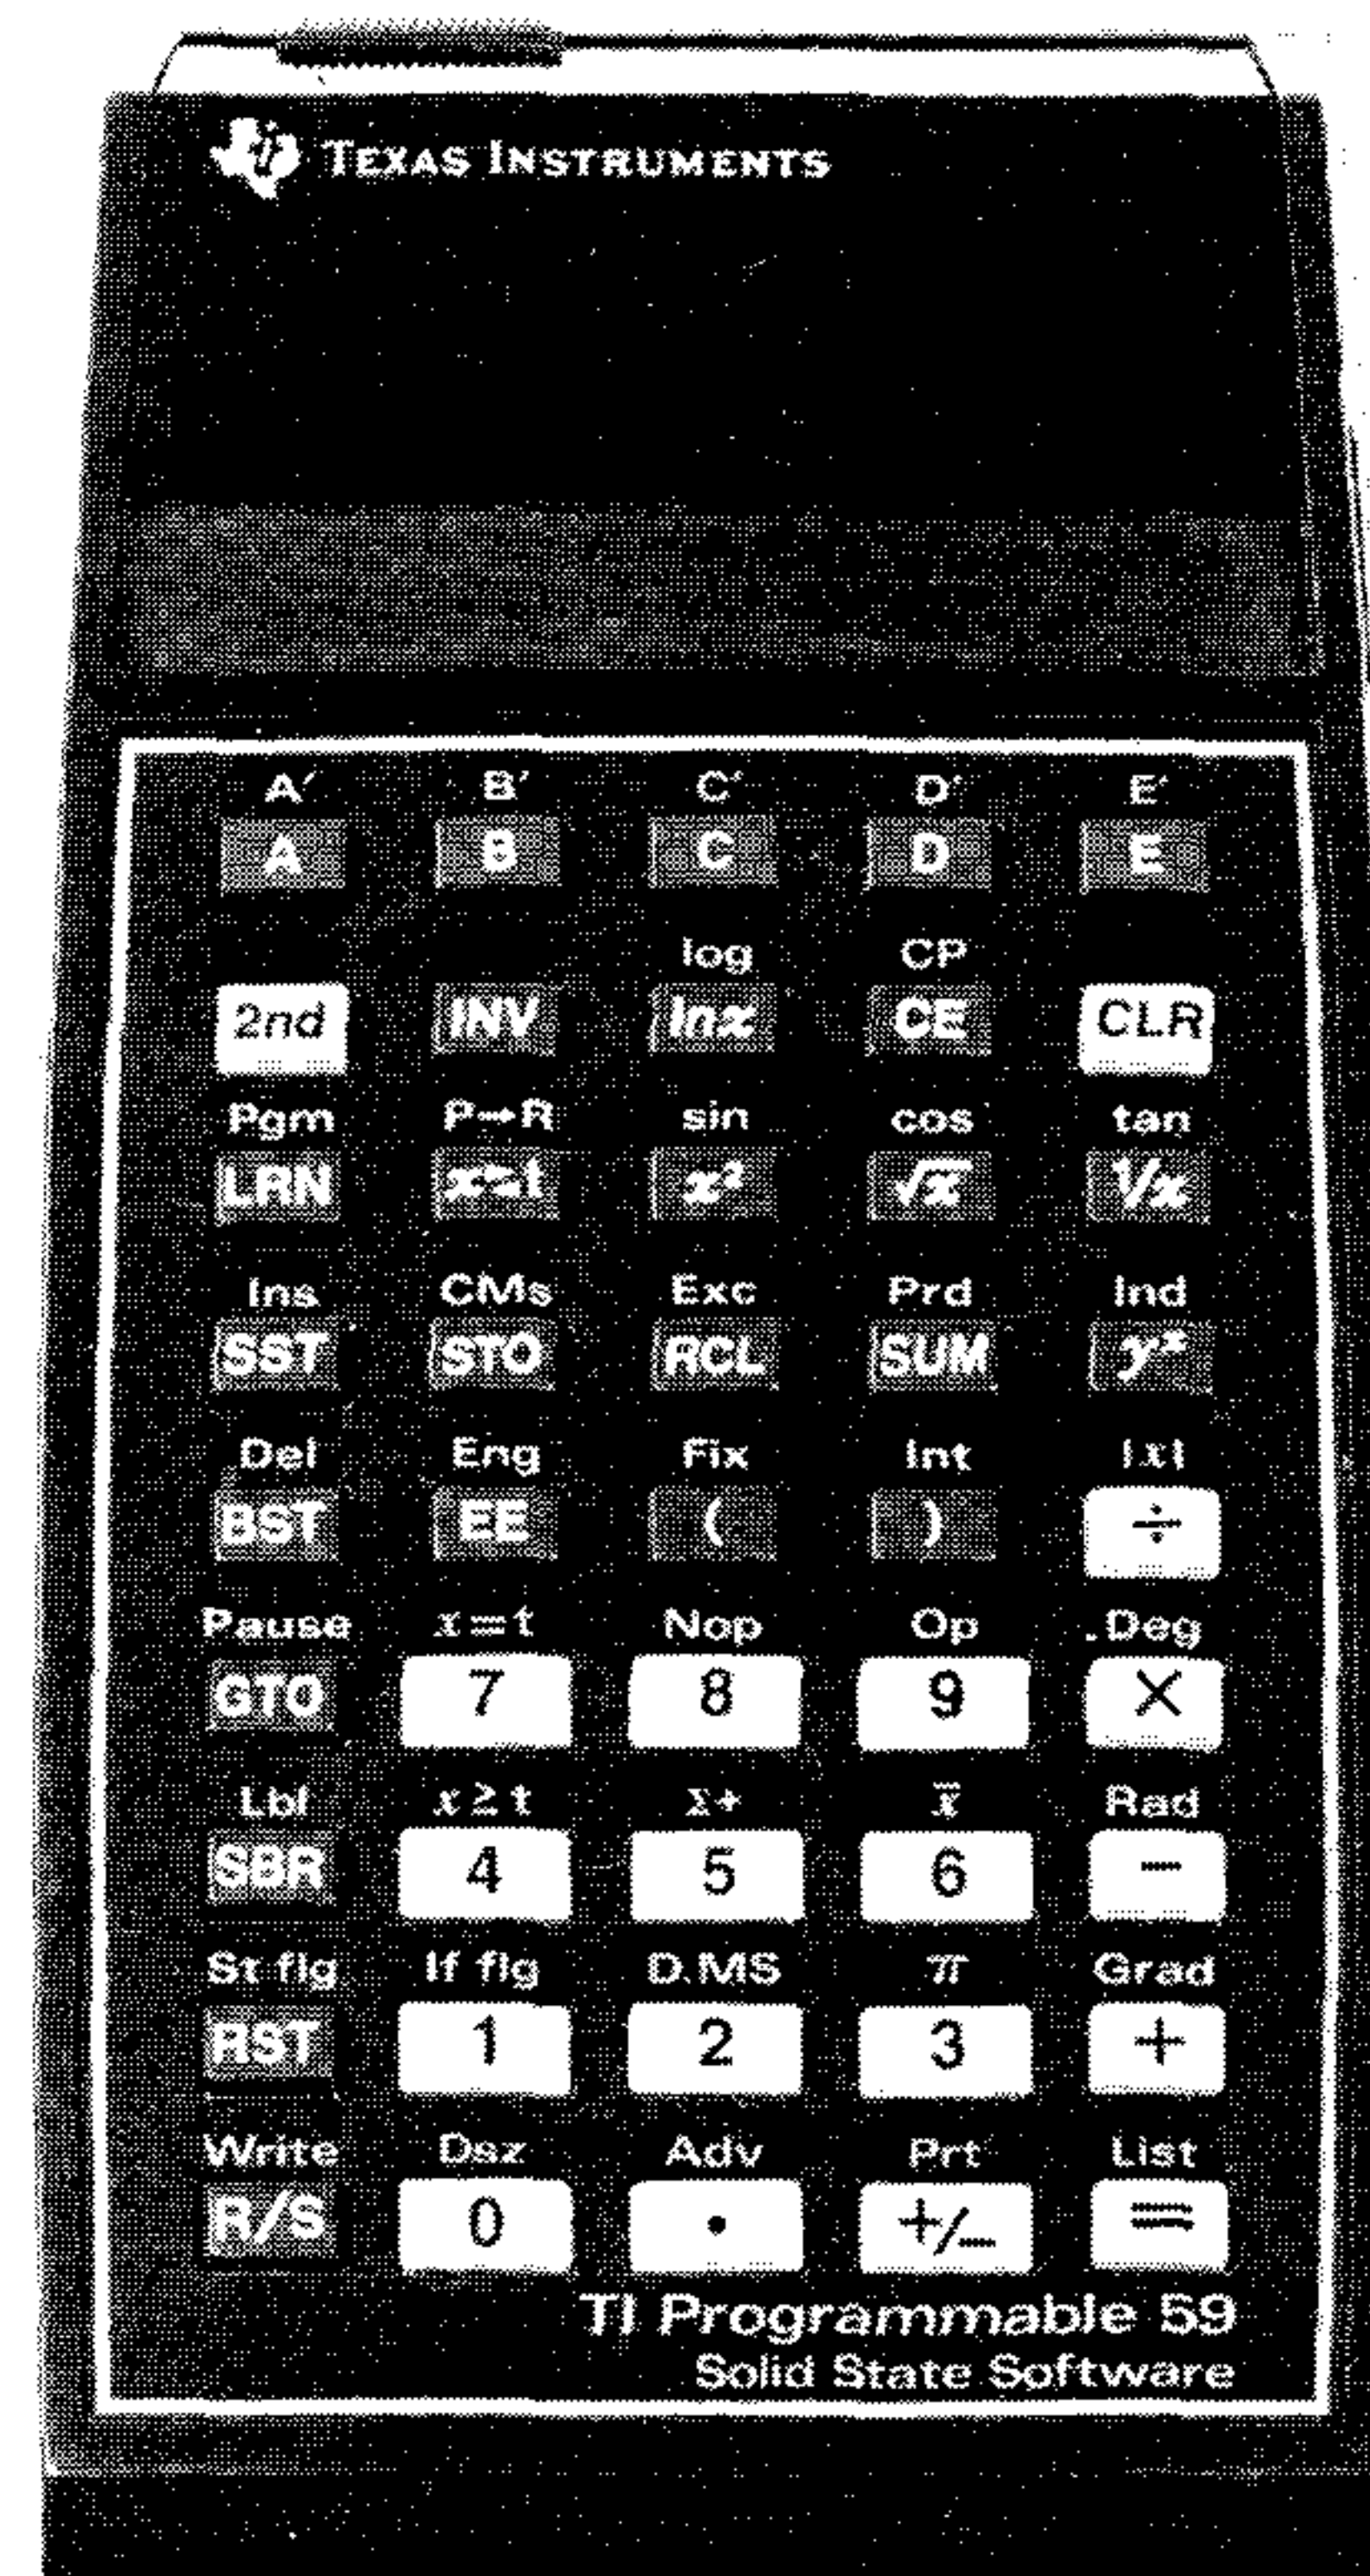 TEXAS INSTRUMENTS
A′ B′ C′ D′ E′
A B C D E
log CP
2nd INV lnx CE CLR
Pgm P→R sin cos tan
LRN x⇄t x² √x 1/x
Ins CMs Exc Prd Ind
SST STO RCL SUM yˣ
Del Eng Fix Int |x|
BST EE ( ) ÷
Pause x=t Nop Op Deg
GTO 7 8 9 ×
Lbl x≥t Σ+ x̄ Rad
SBR 4 5 6 −
St flg If flg D.MS π Grad
RST 1 2 3 +
Write Dsz Adv Prt List
R/S 0 . +/− =
TI Programmable 59
Solid State Software